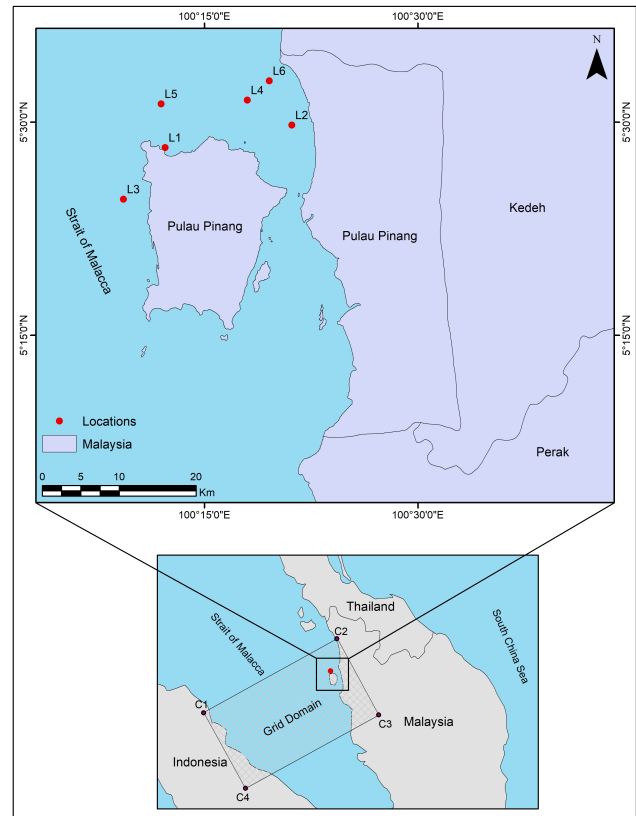 100°15'0"E 100°30'0"E
N
L6
L5
L4
5°30'0"N
5°30'0"N
L2
L1
L3
Kedeh
Strait of Malacca
Pulau Pinang
Pulau Pinang
5°15'0"N
5°15'0"N
Locations
Malaysia
Perak
0 5 10 20
Km
100°15'0"E 100°30'0"E
Thailand
Strait of Malacca
C2
South China Sea
C1
Grid Domain
C3
Malaysia
Indonesia
C4